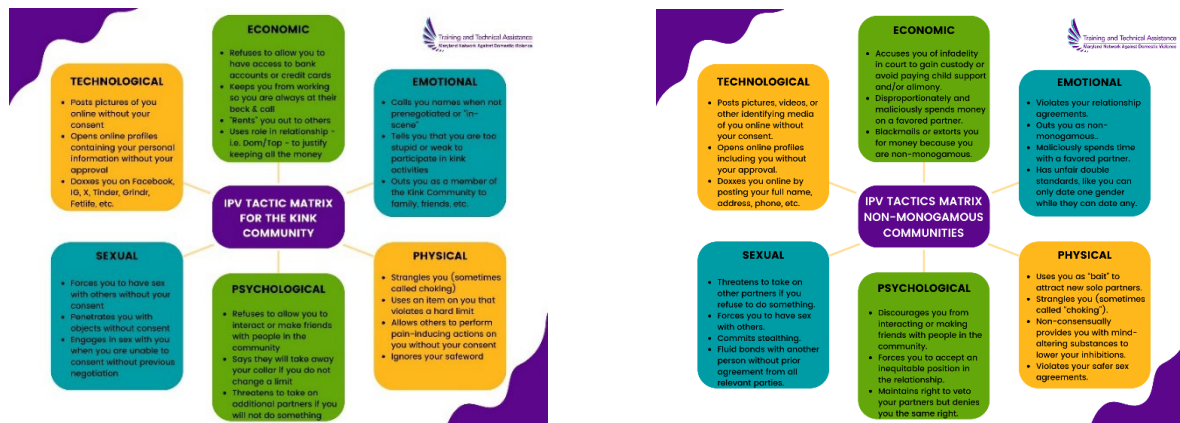 ECONOMIC
• Refuses to allow you to
have access to bank
accounts or credit cards
• Keeps you from working
so you are always at their
beck & call
• "Rents" you out to others
• Uses role in relationship -
i.e. Dom/Top - to justify
keeping all the money
Training and Technical Assistance
Maryland Network Against Domestic Violence
TECHNOLOGICAL
• Posts pictures of you
online without your
consent
• Opens online profiles
containing your personal
information without your
approval
• Doxxes you on Facebook,
IG, X, Tinder, Grindr,
Fetlife, etc.
EMOTIONAL
• Calls you names when not
prenegotiated or "in-
scene"
• Tells you that you are too
stupid or weak to
participate in kink
activities
• Outs you as a member of
the Kink Community to
family, friends, etc.
IPV TACTIC MATRIX
FOR THE KINK
COMMUNITY
SEXUAL
• Forces you to have sex
with others without your
consent
• Penetrates you with
objects without consent
• Engages in sex with you
when you are unable to
consent without previous
negotiation
PSYCHOLOGICAL
• Refuses to allow you to
interact or make friends
with people in the
community
• Says they will take away
your collar if you do not
change a limit
• Threatens to take an
additional partners if you
will not do something
PHYSICAL
• Strangles you (sometimes
called choking)
• Uses an item on you that
violates a hard limit
• Allows others to perform
pain-inducing actions on
you without your consent
• Ignores your safeword
ECONOMIC
• Accuses you of infadelity
in court to gain custody or
avoid paying child support
and/or alimony.
• Disproportionately and
maliciously spends money
on a favored partner.
• Blackmails or extorts you
for money because you
are non-monogamous.
Training and Technical Assistance
Maryland Network Against Domestic Violence
TECHNOLOGICAL
• Posts pictures, videos, or
other identifying media
of you online without
your consent.
• Opens online profiles
including you without
your approval.
• Doxxes you online by
posting your full name,
address, phone, etc.
EMOTIONAL
• Violates your relationship
agreements.
• Outs you as non-
monogamous..
• Maliciously spends time
with a favored partner.
• Has unfair double
standards, like you can
only date one gender
while they can date any.
IPV TACTICS MATRIX
NON-MONOGAMOUS
COMMUNITIES
SEXUAL
• Threatens to take on
other partners if you
refuse to do something.
• Forces you to have sex
with others.
• Commits stealthing.
• Fluid bonds with another
person without prior
agreement from all
relevant parties.
PSYCHOLOGICAL
• Discourages you from
interacting or making
friends with people in the
community.
• Forces you to accept an
inequitable position in
the relationship.
• Maintains right to veto
your partners but denies
you the same right.
PHYSICAL
• Uses you as "bait" to
attract new solo partners.
• Strangles you (sometimes
called "choking").
• Non-consensually
provides you with mind-
altering substances to
lower your inhibitions.
• Violates your safer sex
agreements.